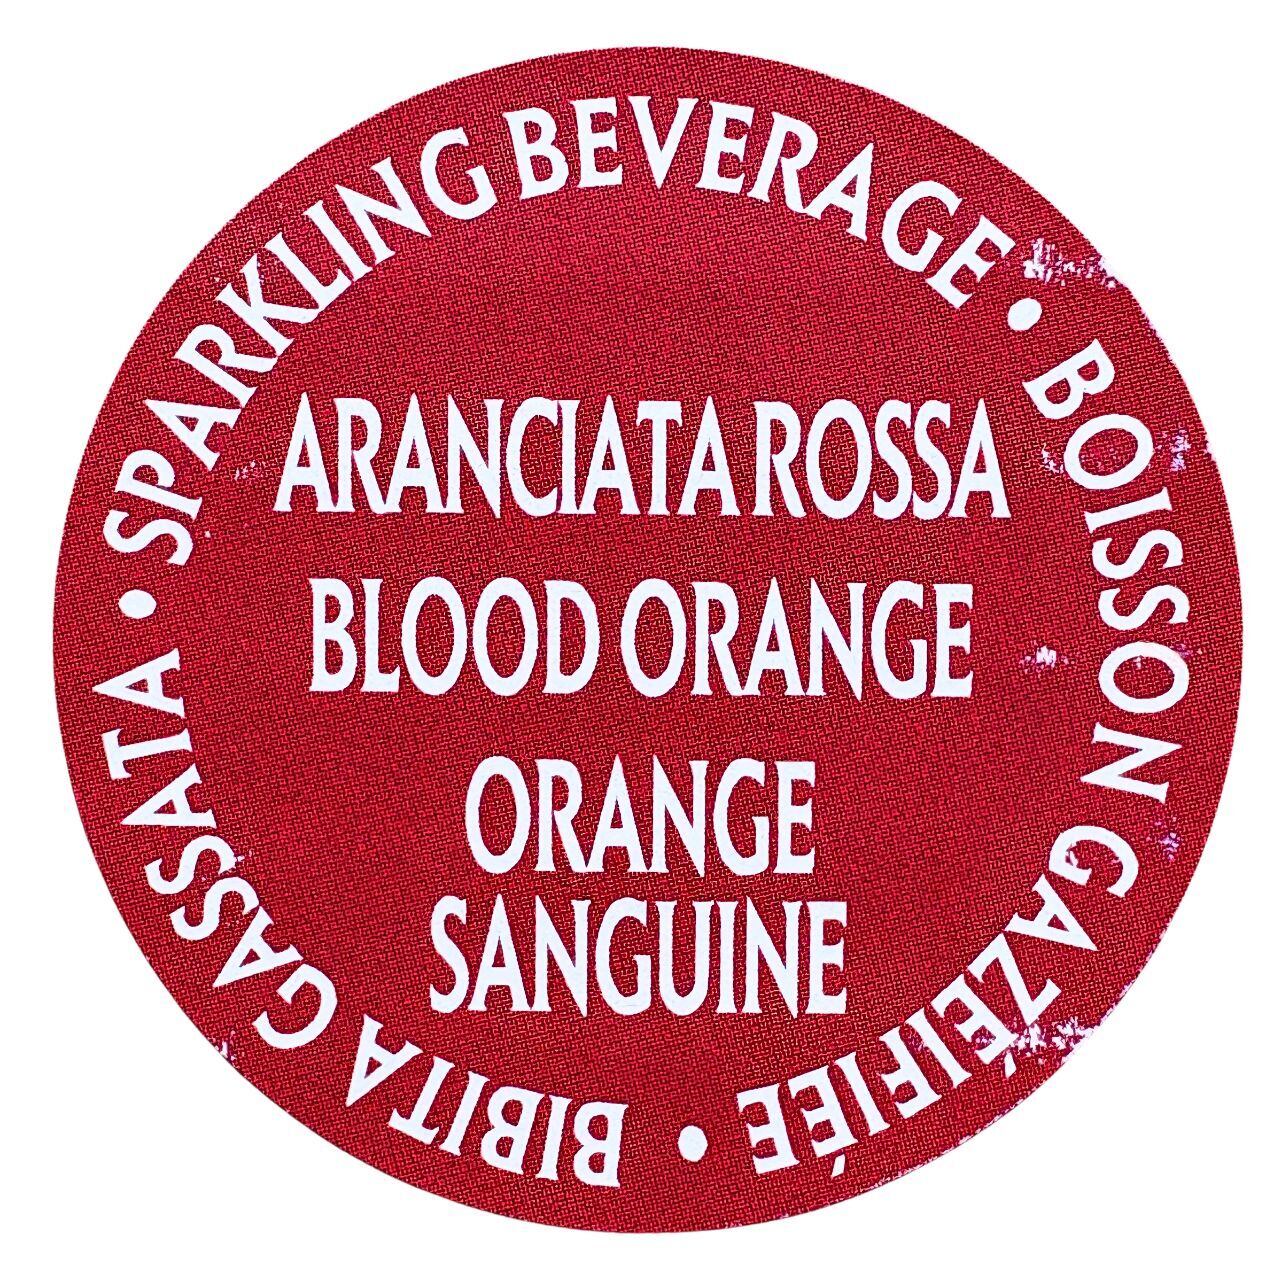 SPARKLING BEVERAGE • BOISSON GAZÉIFIÉE • BIBITA GASSATA •
ARANCIATA ROSSA
BLOOD ORANGE
ORANGE
SANGUINE